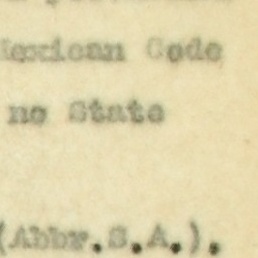 Mexican Code
no State
(Abbr.S.A.).